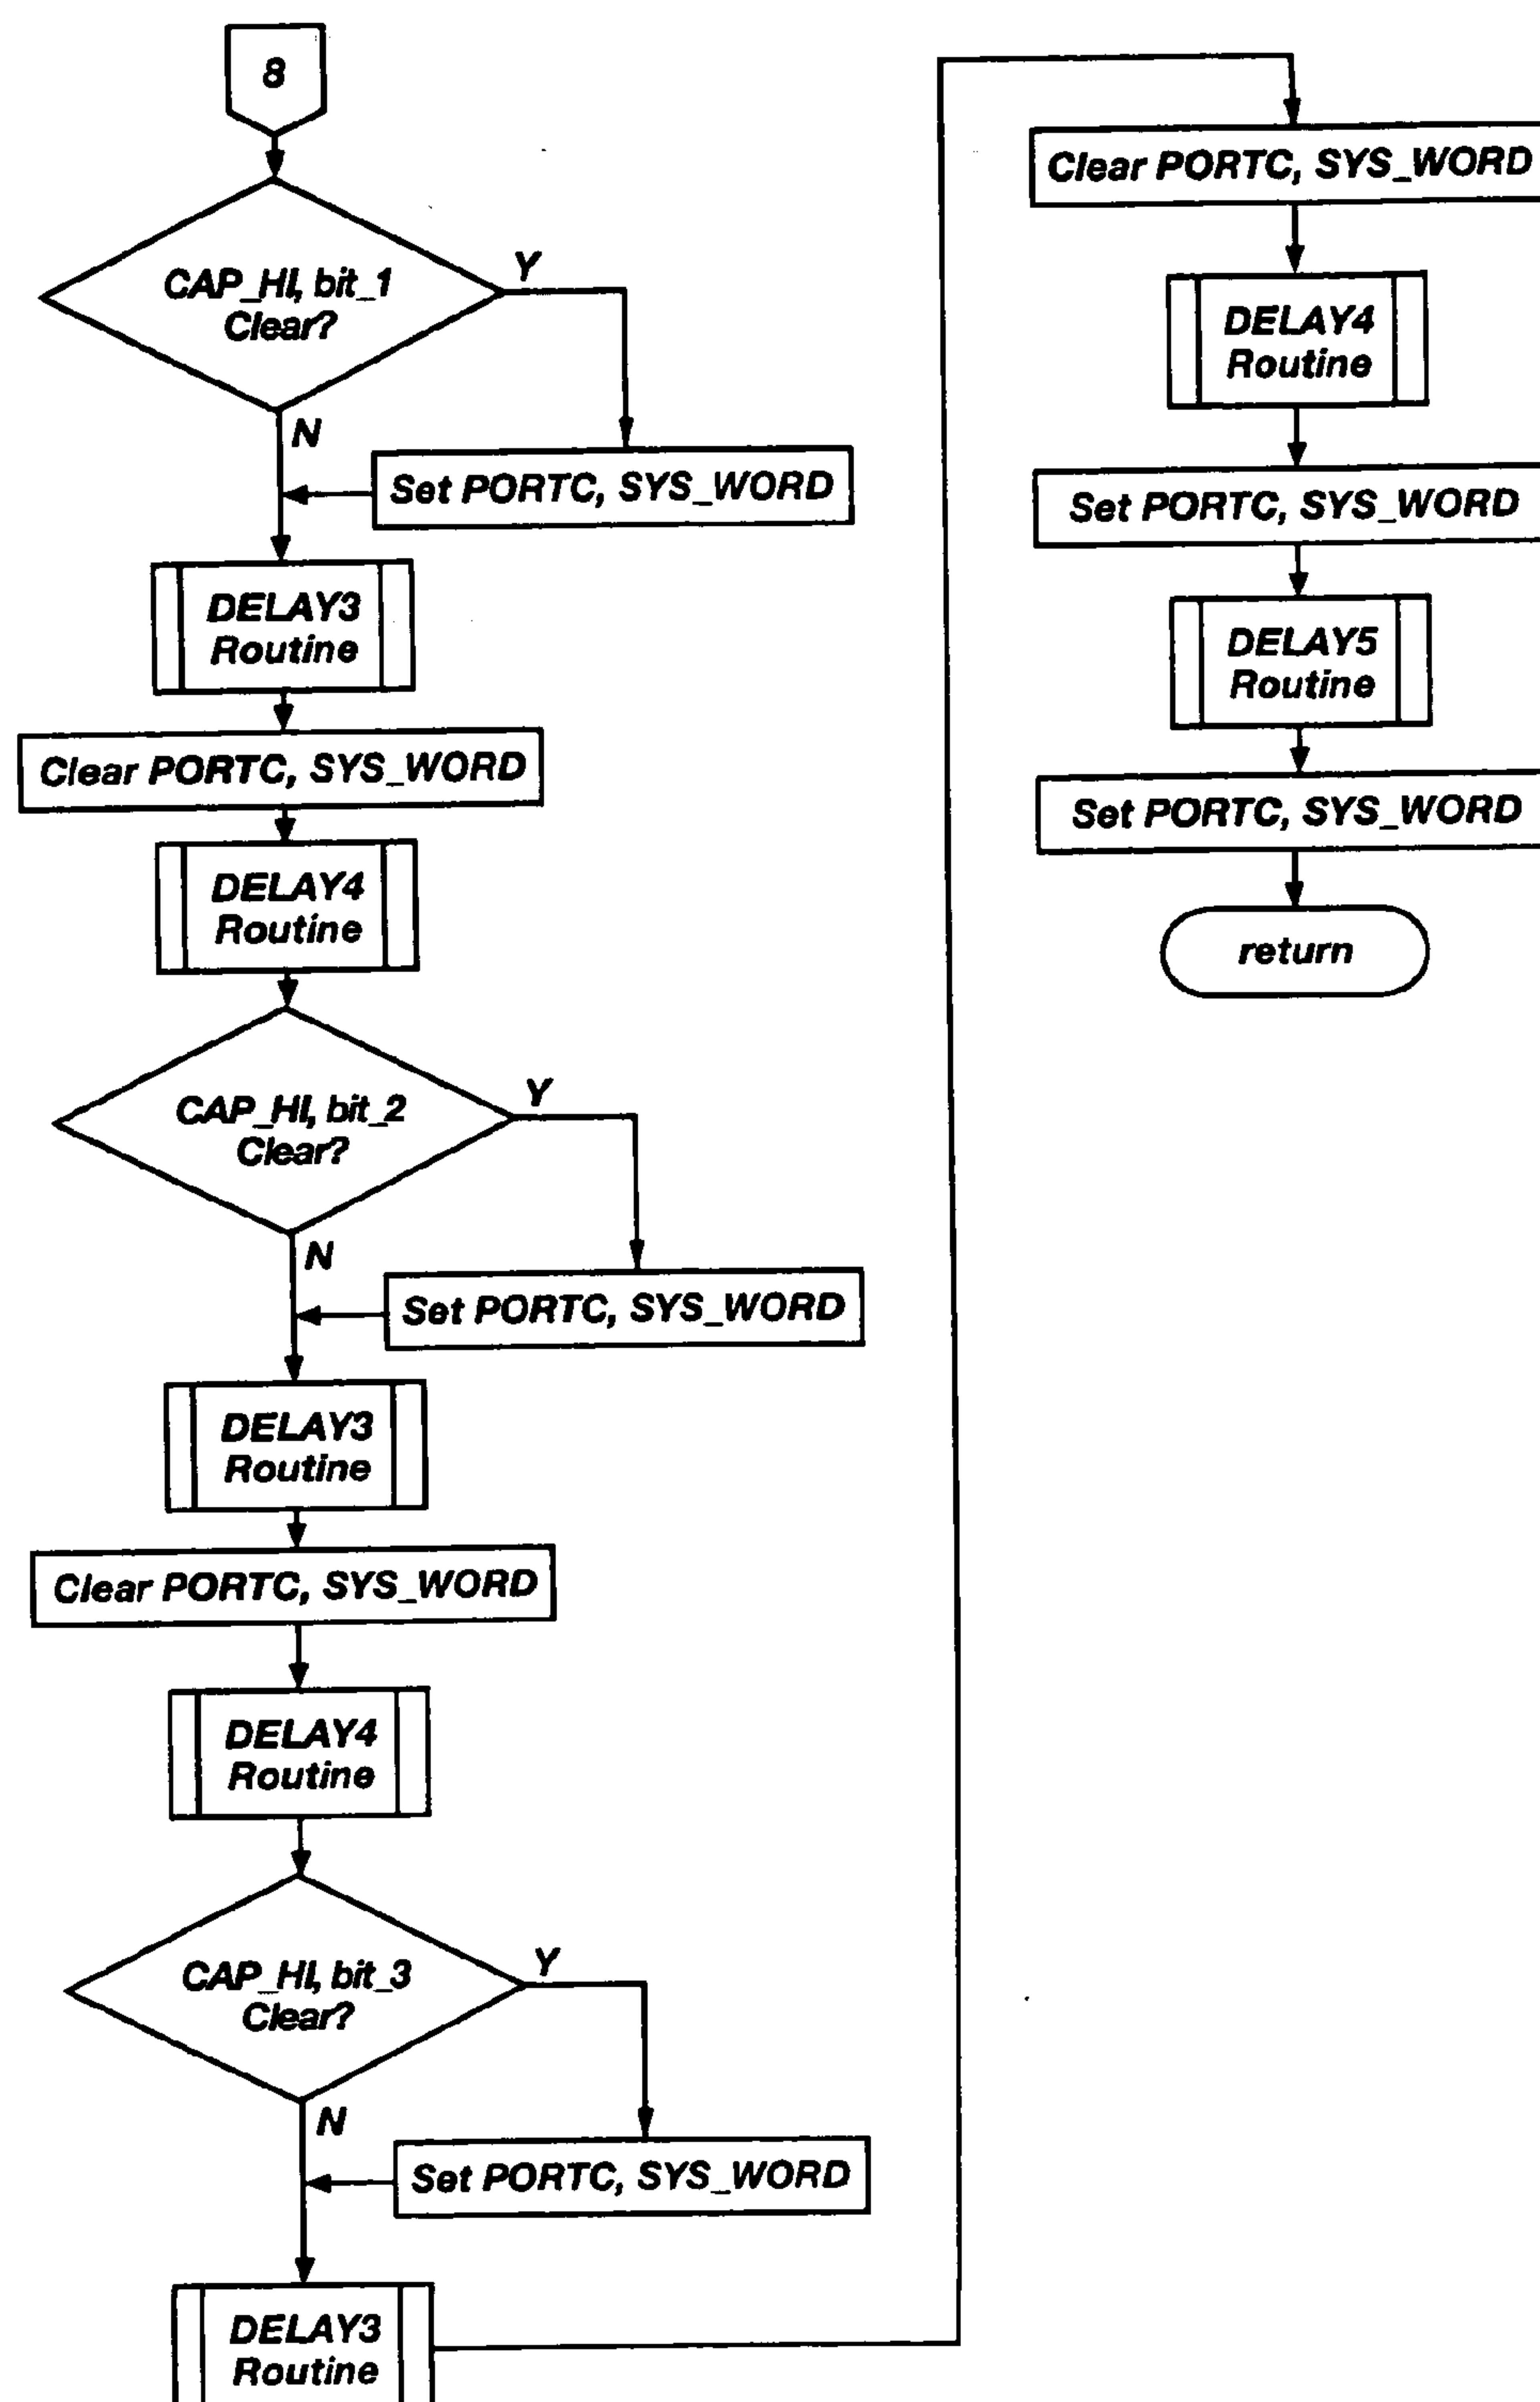 8
CAP_HI, bit_1
Clear?
Y
N
Set PORTC, SYS_WORD
DELAY3
Routine
Clear PORTC, SYS_WORD
DELAY4
Routine
CAP_HI, bit_2
Clear?
Y
N
Set PORTC, SYS_WORD
DELAY3
Routine
Clear PORTC, SYS_WORD
DELAY4
Routine
CAP_HI, bit_3
Clear?
Y
N
Set PORTC, SYS_WORD
DELAY3
Routine
Clear PORTC, SYS_WORD
DELAY4
Routine
Set PORTC, SYS_WORD
DELAY5
Routine
Set PORTC, SYS_WORD
return